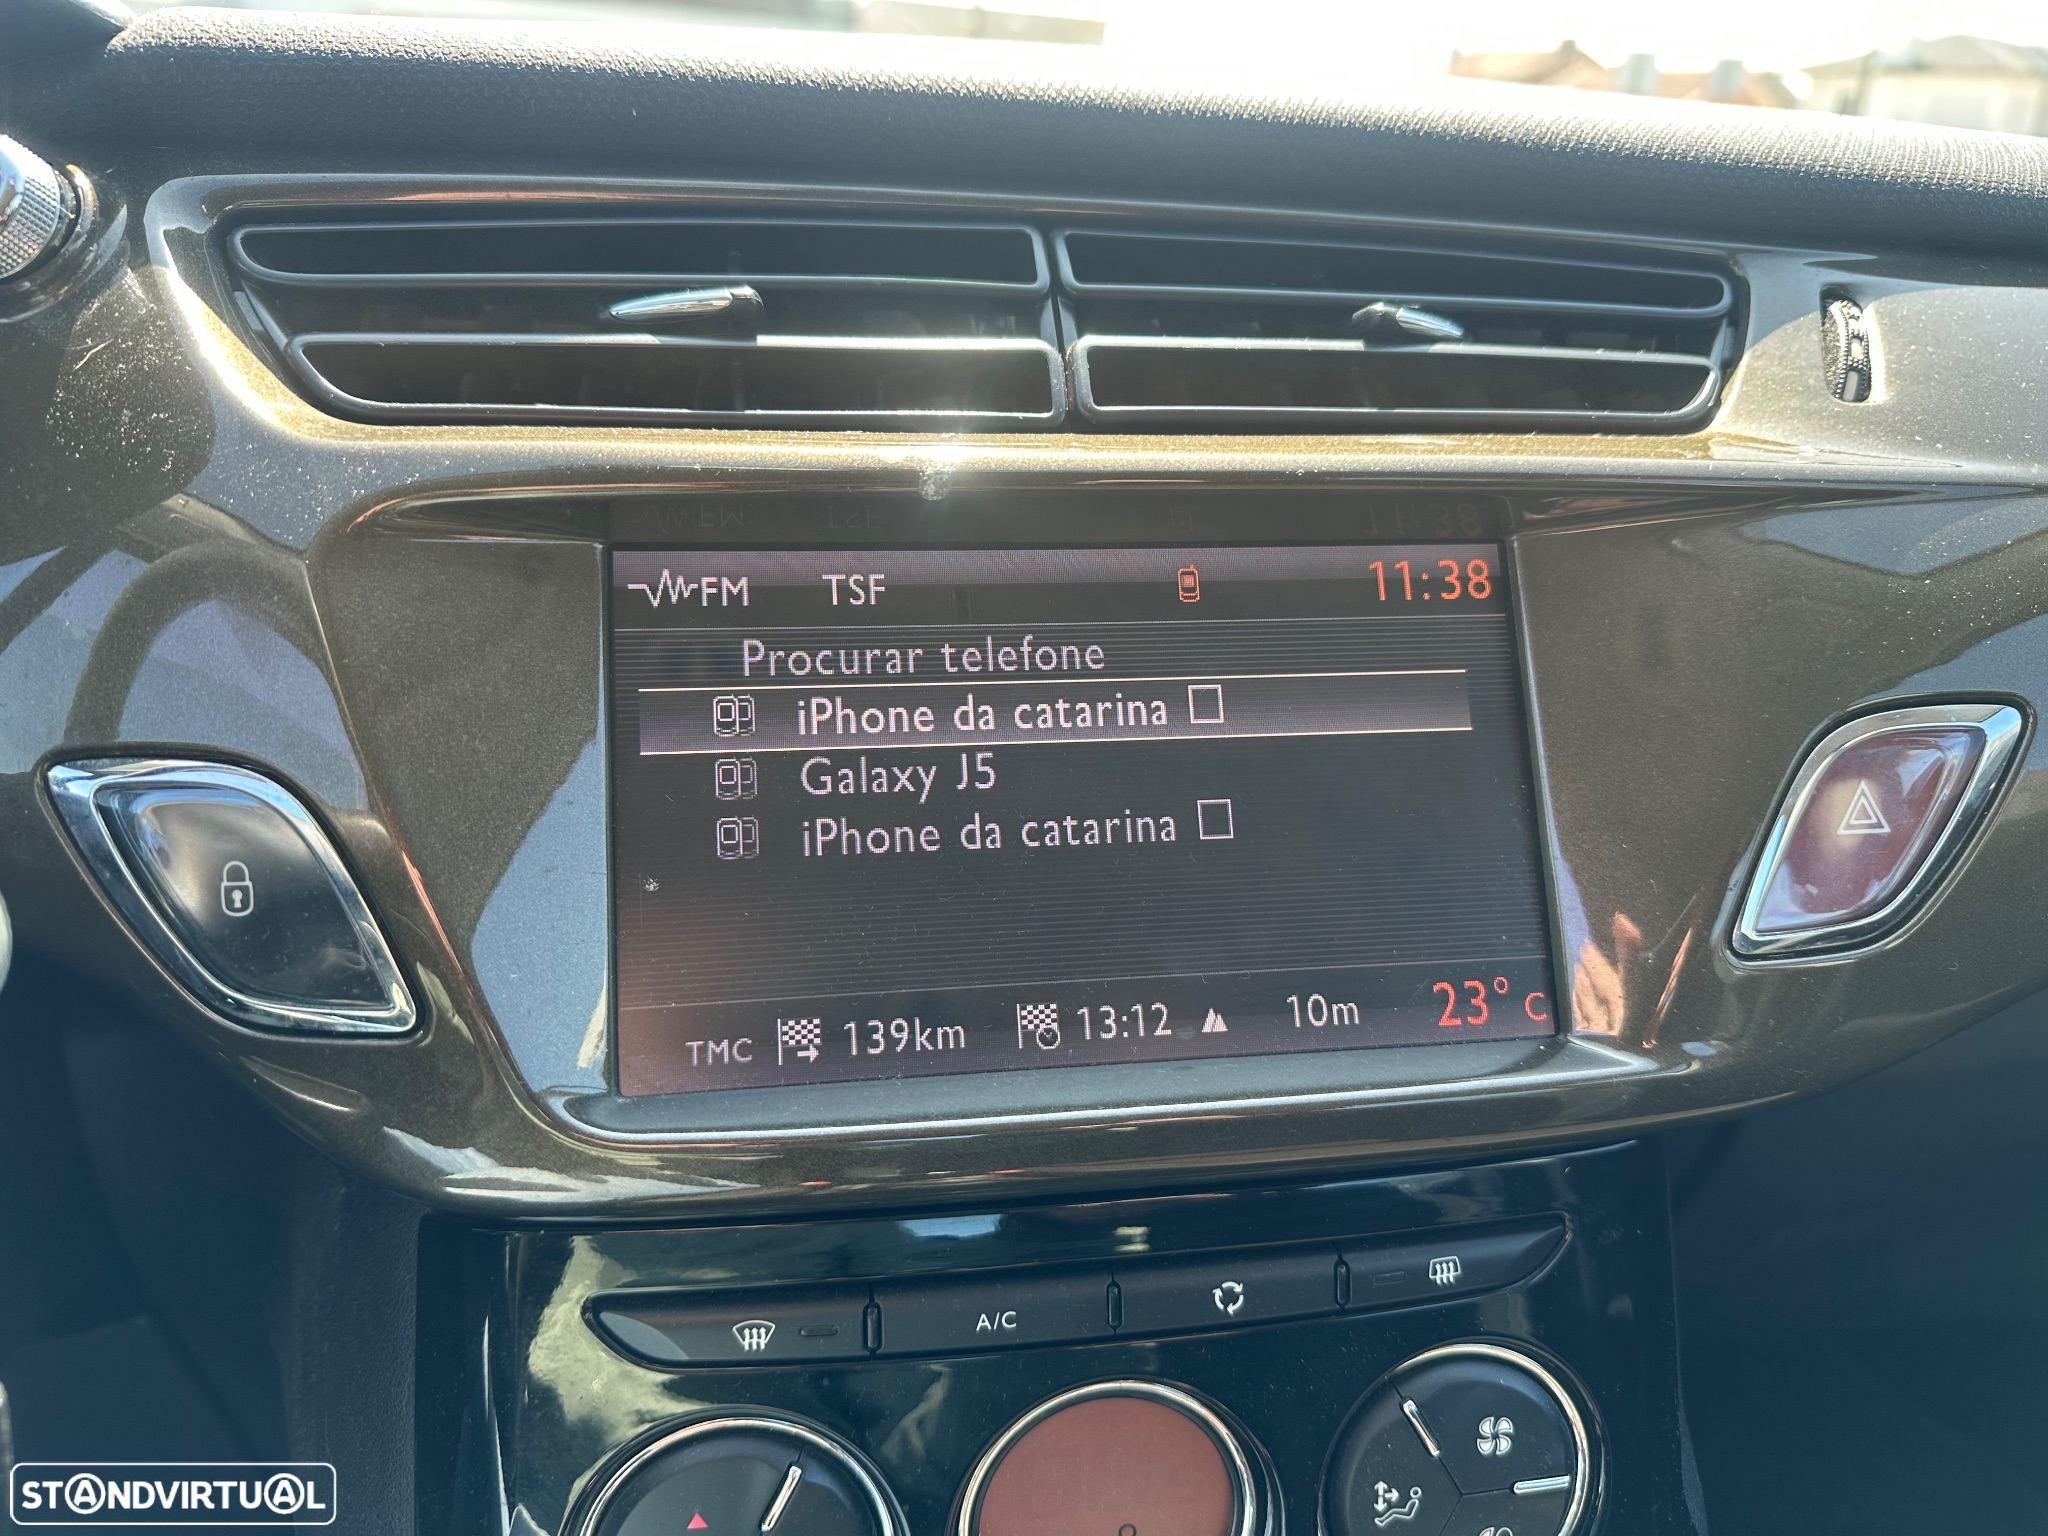 FM TSF 11:38
Procurar telefone
iPhone da catarina □
Galaxy J5
iPhone da catarina □
TMC 139km 13:12 10m 23° C
A/C
STANDVIRTUAL